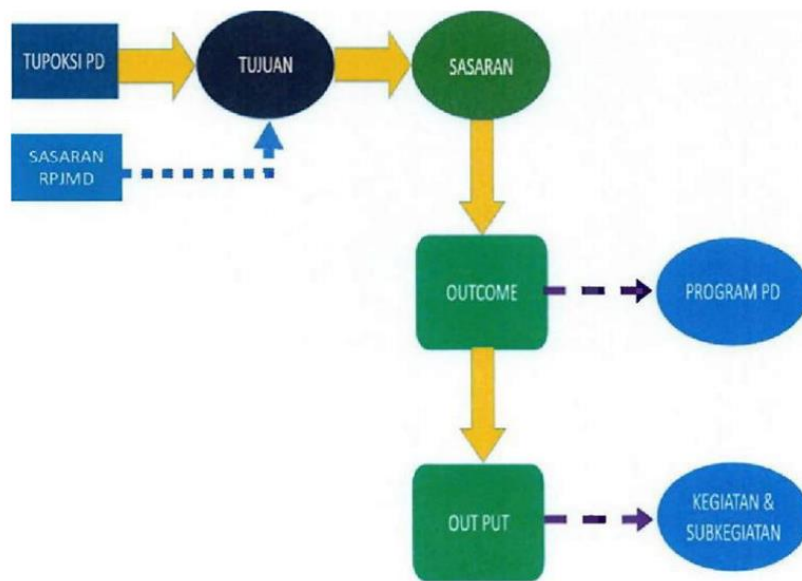 TUPOKSI PD
TUJUAN
SASARAN
SASARAN
RPJMD
OUTCOME
PROGRAM PD
OUT PUT
KEGIATAN &
SUBKEGIATAN